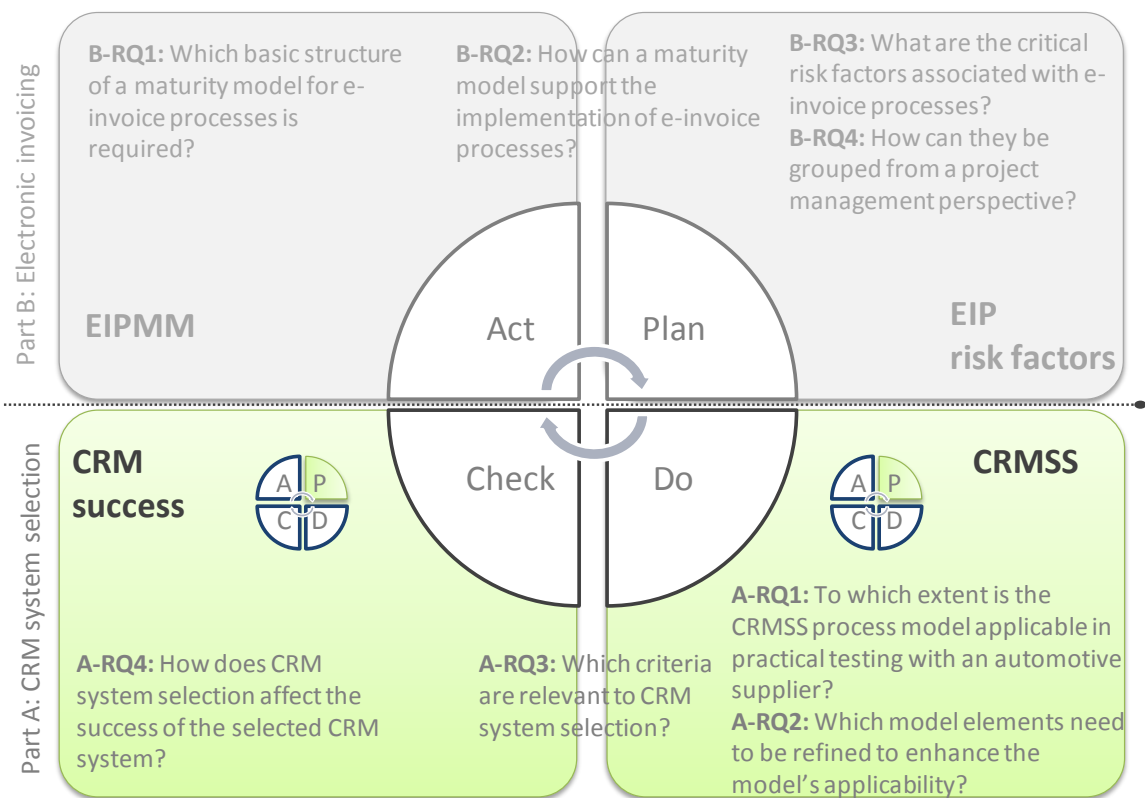 Part B: Electronic invoicing
B-RQ1: Which basic structure
of a maturity model for e-
invoice processes is
required?
B-RQ2: How can a maturity
model support the
implementation of e-invoice
processes?
B-RQ3: What are the critical
risk factors associated with e-
invoice processes?
B-RQ4: How can they be
grouped from a project
management perspective?
EIPMM
Act
Plan
EIP
risk factors
Part A: CRM system selection
CRM
success
A P
C D
Check
Do
A P
C D
CRMSS
A-RQ4: How does CRM
system selection affect the
success of the selected CRM
system?
A-RQ3: Which criteria
are relevant to CRM
system selection?
A-RQ1: To which extent is the
CRMSS process model applicable in
practical testing with an automotive
supplier?
A-RQ2: Which model elements need
to be refined to enhance the
model's applicability?